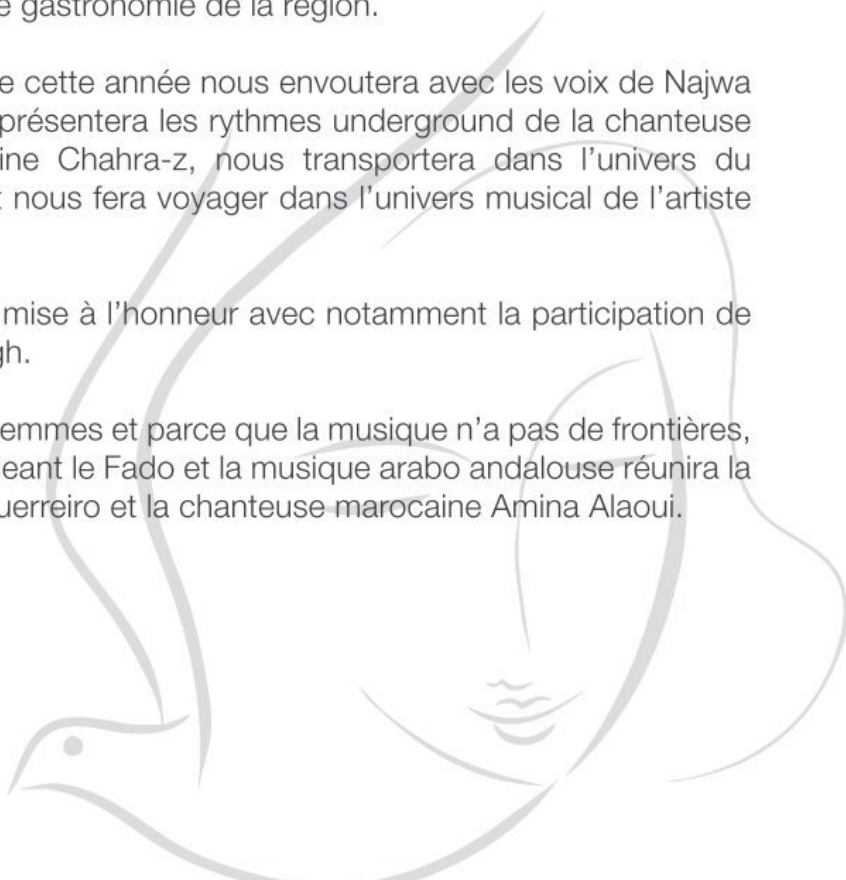 e gastronomie de la région.
e cette année nous envoutera avec les voix de Najwa
présentera les rythmes underground de la chanteuse
ine Chahra-z, nous transportera dans l'univers du
t nous fera voyager dans l'univers musical de l'artiste
mise à l'honneur avec notamment la participation de
gh.
emmes et parce que la musique n'a pas de frontières,
eant le Fado et la musique arabo andalouse réunira la
uerreiro et la chanteuse marocaine Amina Alaoui.